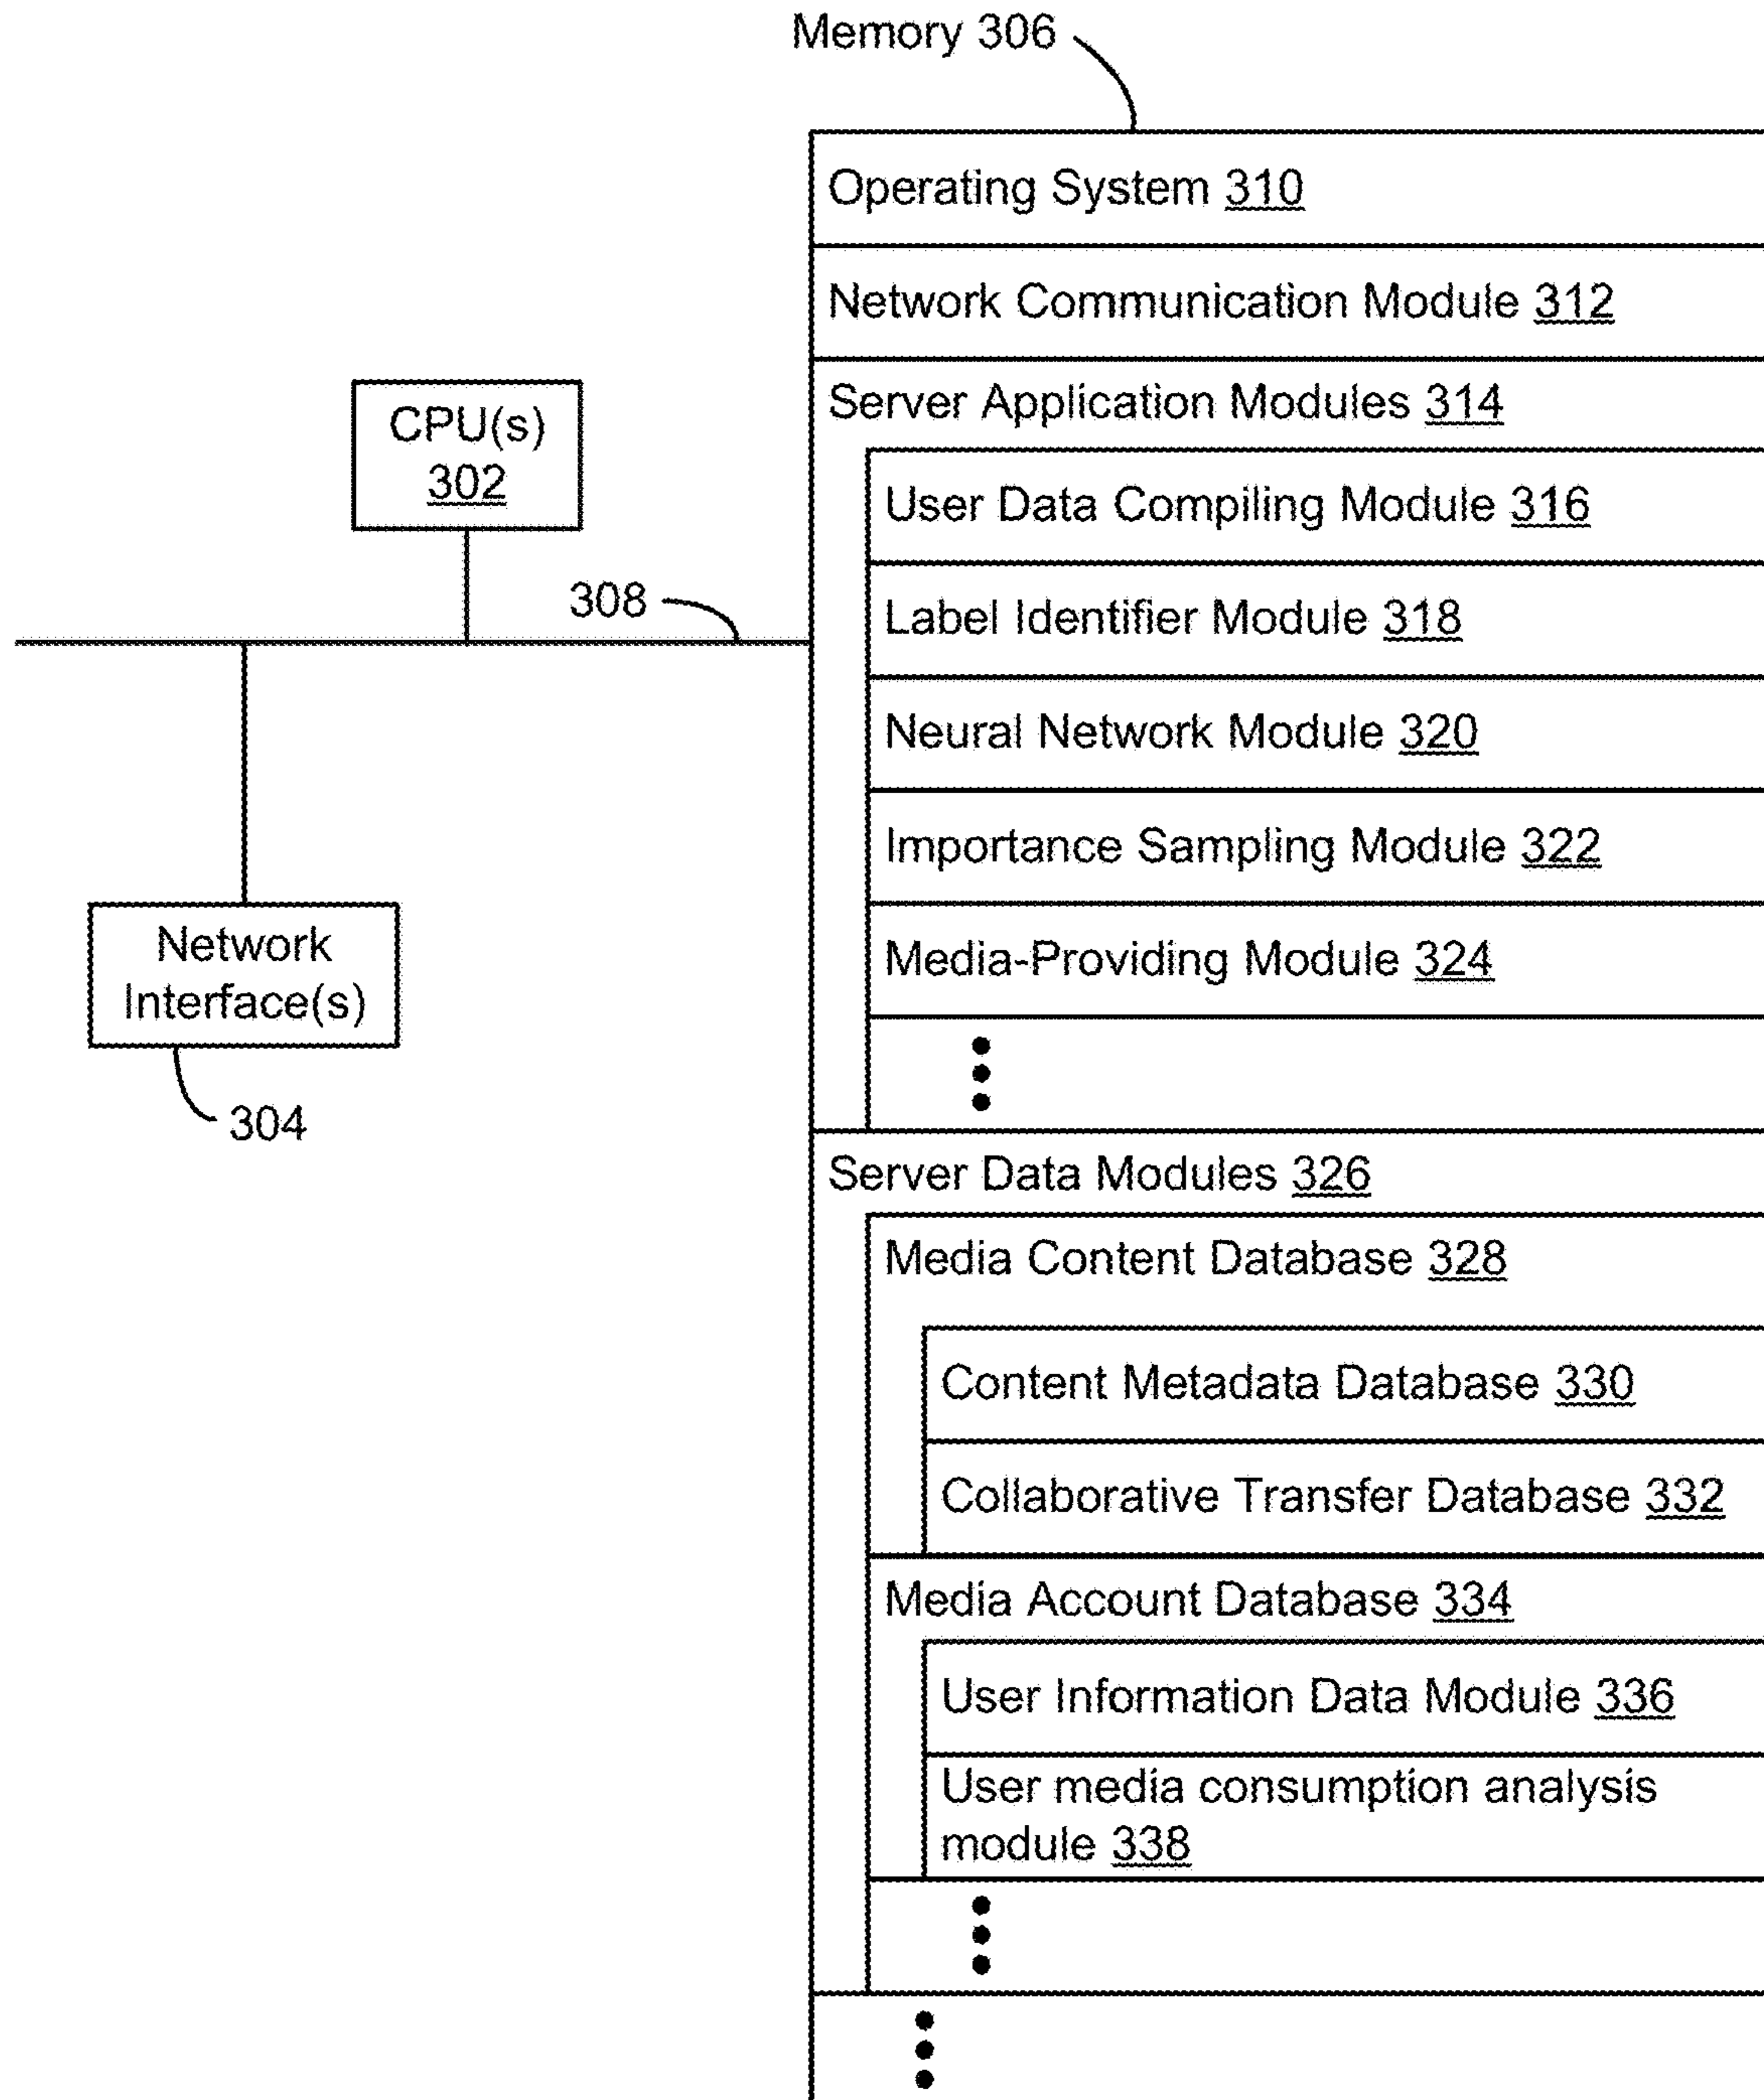 Memory 306
Operating System 310
Network Communication Module 312
CPU(s)
302
Server Application Modules 314
User Data Compiling Module 316
308
Label Identifier Module 318
Neural Network Module 320
Importance Sampling Module 322
Network
Interface(s)
304
Media-Providing Module 324
Server Data Modules 326
Media Content Database 328
Content Metadata Database 330
Collaborative Transfer Database 332
Media Account Database 334
User Information Data Module 336
User media consumption analysis
module 338